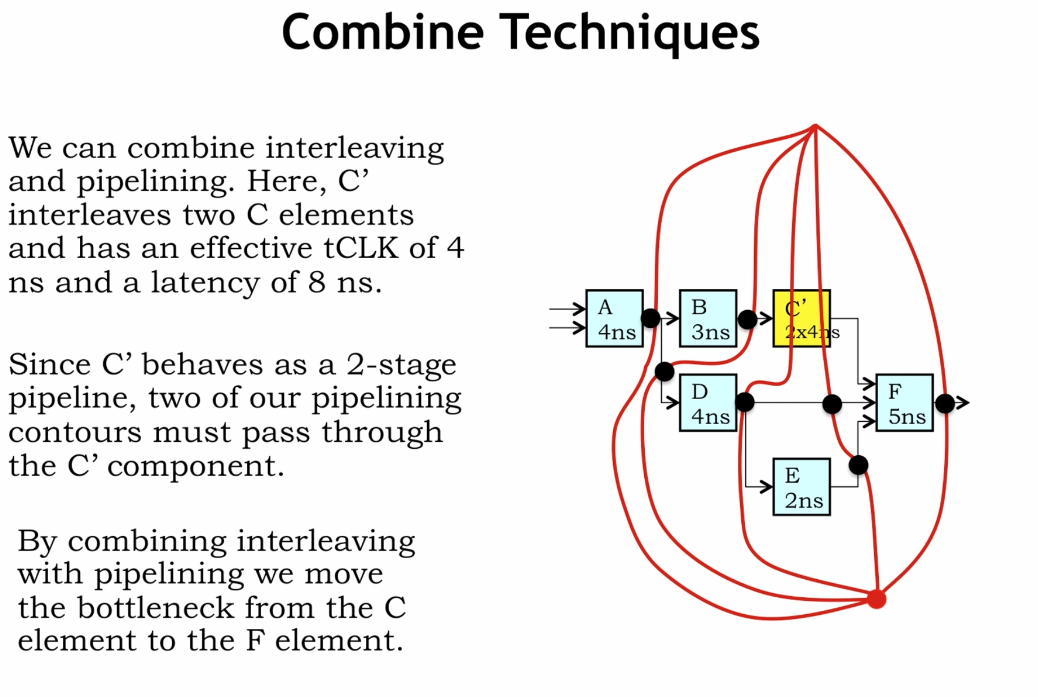 Combine Techniques
We can combine interleaving
and pipelining. Here, C’
interleaves two C elements
and has an effective tCLK of 4
ns and a latency of 8 ns.
Since C’ behaves as a 2-stage
pipeline, two of our pipelining
contours must pass through
the C’ component.
By combining interleaving
with pipelining we move
the bottleneck from the C
element to the F element.
A
4ns
B
3ns
C’
2x4ns
D
4ns
F
5ns
E
2ns